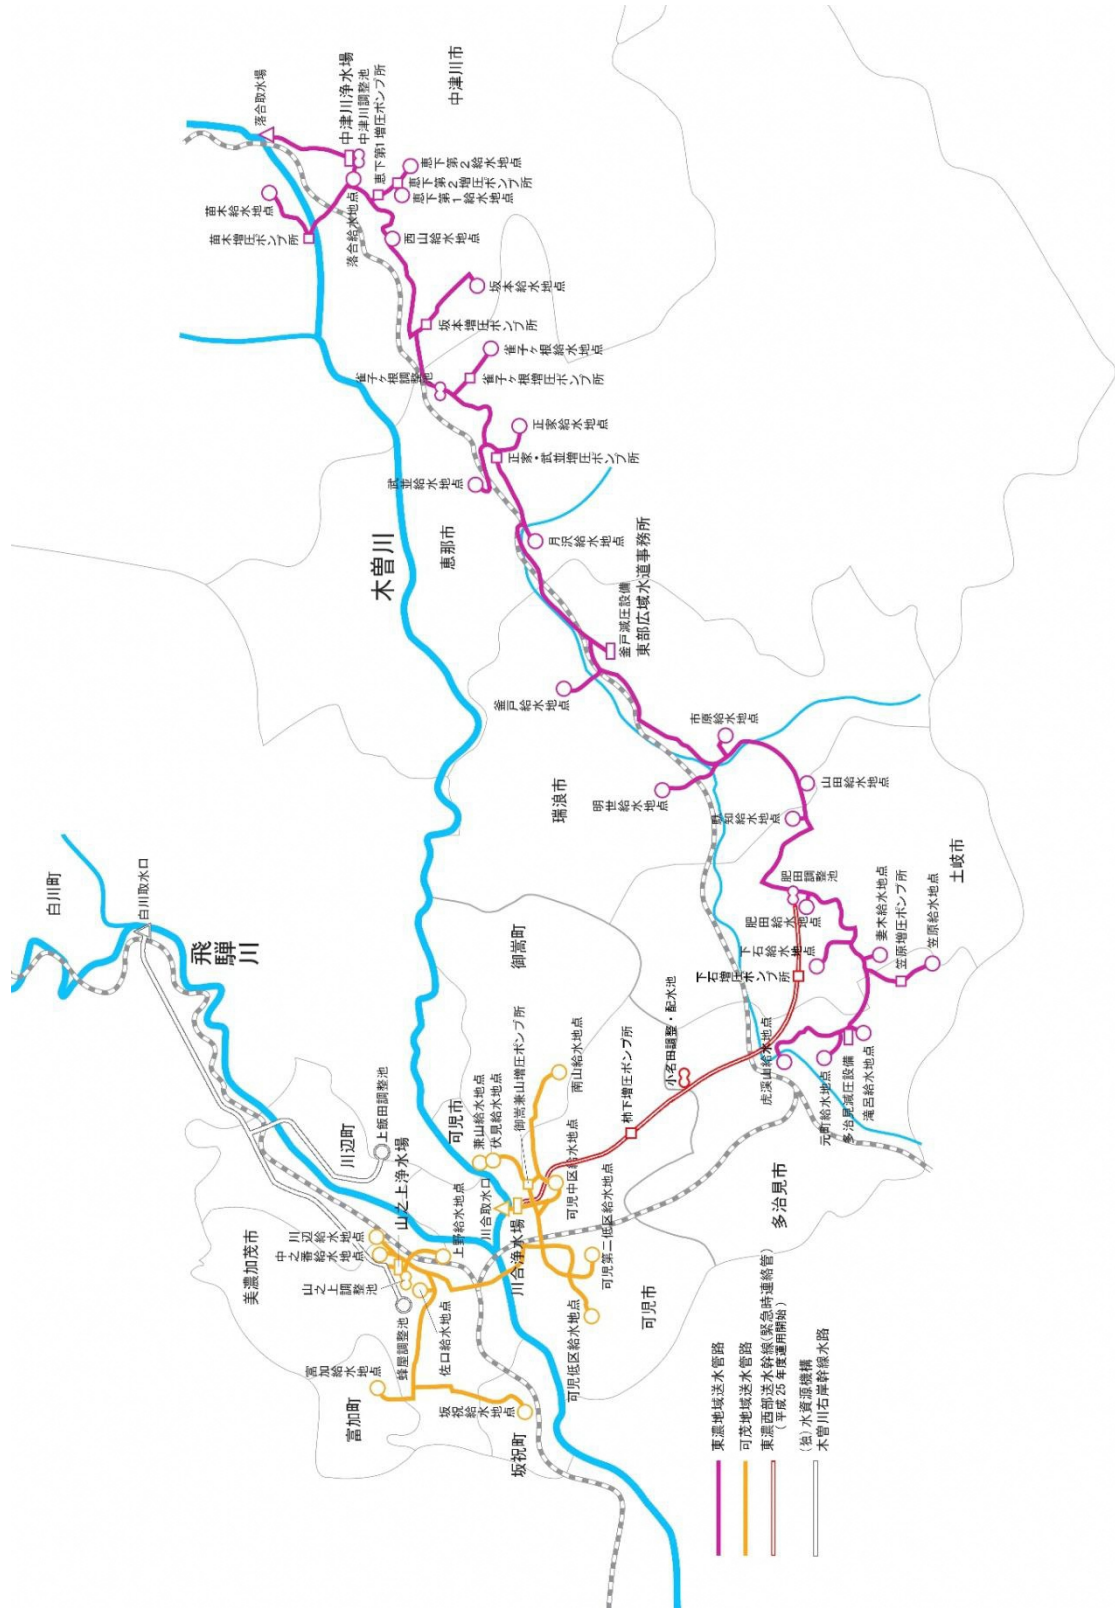 落合取水場
中津川市
中津川浄水場
中津川調整池
恵下第1増圧ポンプ所
恵下第2給水地点
恵下第2増圧ポンプ所
恵下第1給水地点
苗木給水地点
苗木増圧ポンプ所
落合給水地点
西山給水地点
坂本給水地点
坂本増圧ポンプ所
雀子ヶ根給水地点
雀子ヶ根調整池
雀子ヶ根増圧ポンプ所
正家給水地点
正家・武並増圧ポンプ所
武並給水地点
木曽川
恵那市
月沢給水地点
釜戸減圧設備
東部広域水道事務所
釜戸給水地点
市原給水地点
瑞浪市
明世給水地点
山田給水地点
野知給水地点
白川町
白川取水口
飛騨川
肥田調整池
肥田給水地点
下石給水地点
下石増圧ポンプ所
妻木給水地点
笠原増圧ポンプ所
笠原給水地点
土岐市
御嵩町
小名田調整・配水池
虎渓山給水地点
元町給水地点
多治見減圧設備
滝呂給水地点
多治見市
柿下増圧ポンプ所
南山給水地点
御嵩兼山増圧ポンプ所
可児市
兼山給水地点
伏見給水地点
川合取水口
川合浄水場
可児中区給水地点
可児第二低区給水地点
可児低区給水地点
可児市
川辺町
上飯田調整池
山之上浄水場
上野給水地点
美濃加茂市
川辺給水地点
中之番給水地点
山之上調整池
蜂屋調整池
佐口給水地点
富加給水地点
富加町
坂祝給水地点
坂祝町
東濃地域送水管路
可茂地域送水管路
東濃西部送水幹線(緊急時連絡管)
(平成25年度運用開始)
(独)水資源機構
木曽川右岸幹線水路